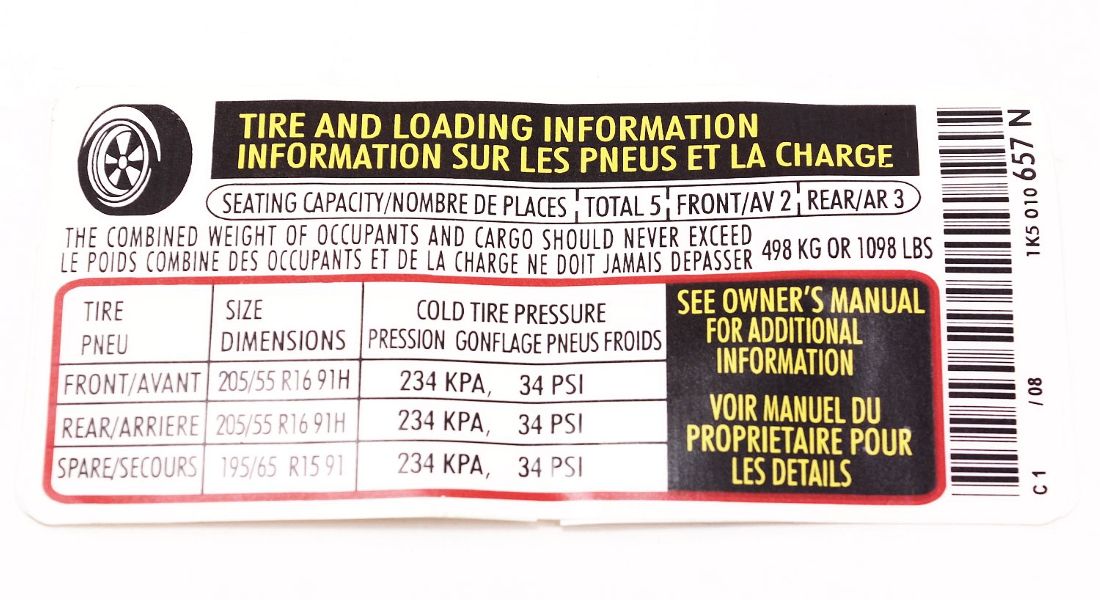 TIRE AND LOADING INFORMATION
INFORMATION SUR LES PNEUS ET LA CHARGE
SEATING CAPACITY/NOMBRE DE PLACES TOTAL 5 FRONT/AV 2 REAR/AR 3
THE COMBINED WEIGHT OF OCCUPANTS AND CARGO SHOULD NEVER EXCEED
LE POIDS COMBINE DES OCCUPANTS ET DE LA CHARGE NE DOIT JAMAIS DEPASSER
498 KG OR 1098 LBS
TIRE SIZE COLD TIRE PRESSURE
PNEU DIMENSIONS PRESSION GONFLAGE PNEUS FROIDS
FRONT/AVANT 205/55 R16 91H 234 KPA, 34 PSI
REAR/ARRIERE 205/55 R16 91H 234 KPA, 34 PSI
SPARE/SECOURS 195/65 R15 91 234 KPA, 34 PSI
SEE OWNER'S MANUAL
FOR ADDITIONAL
INFORMATION
VOIR MANUEL DU
PROPRIETAIRE POUR
LES DETAILS
C 1 / 08 1K5 010 657 N